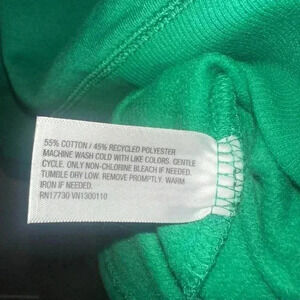 55% COTTON / 45% RECYCLED POLYESTER
MACHINE WASH COLD WITH LIKE COLORS. GENTLE
CYCLE. ONLY NON-CHLORINE BLEACH IF NEEDED.
TUMBLE DRY LOW. REMOVE PROMPTLY. WARM
IRON IF NEEDED.
RN17730 VN1300110